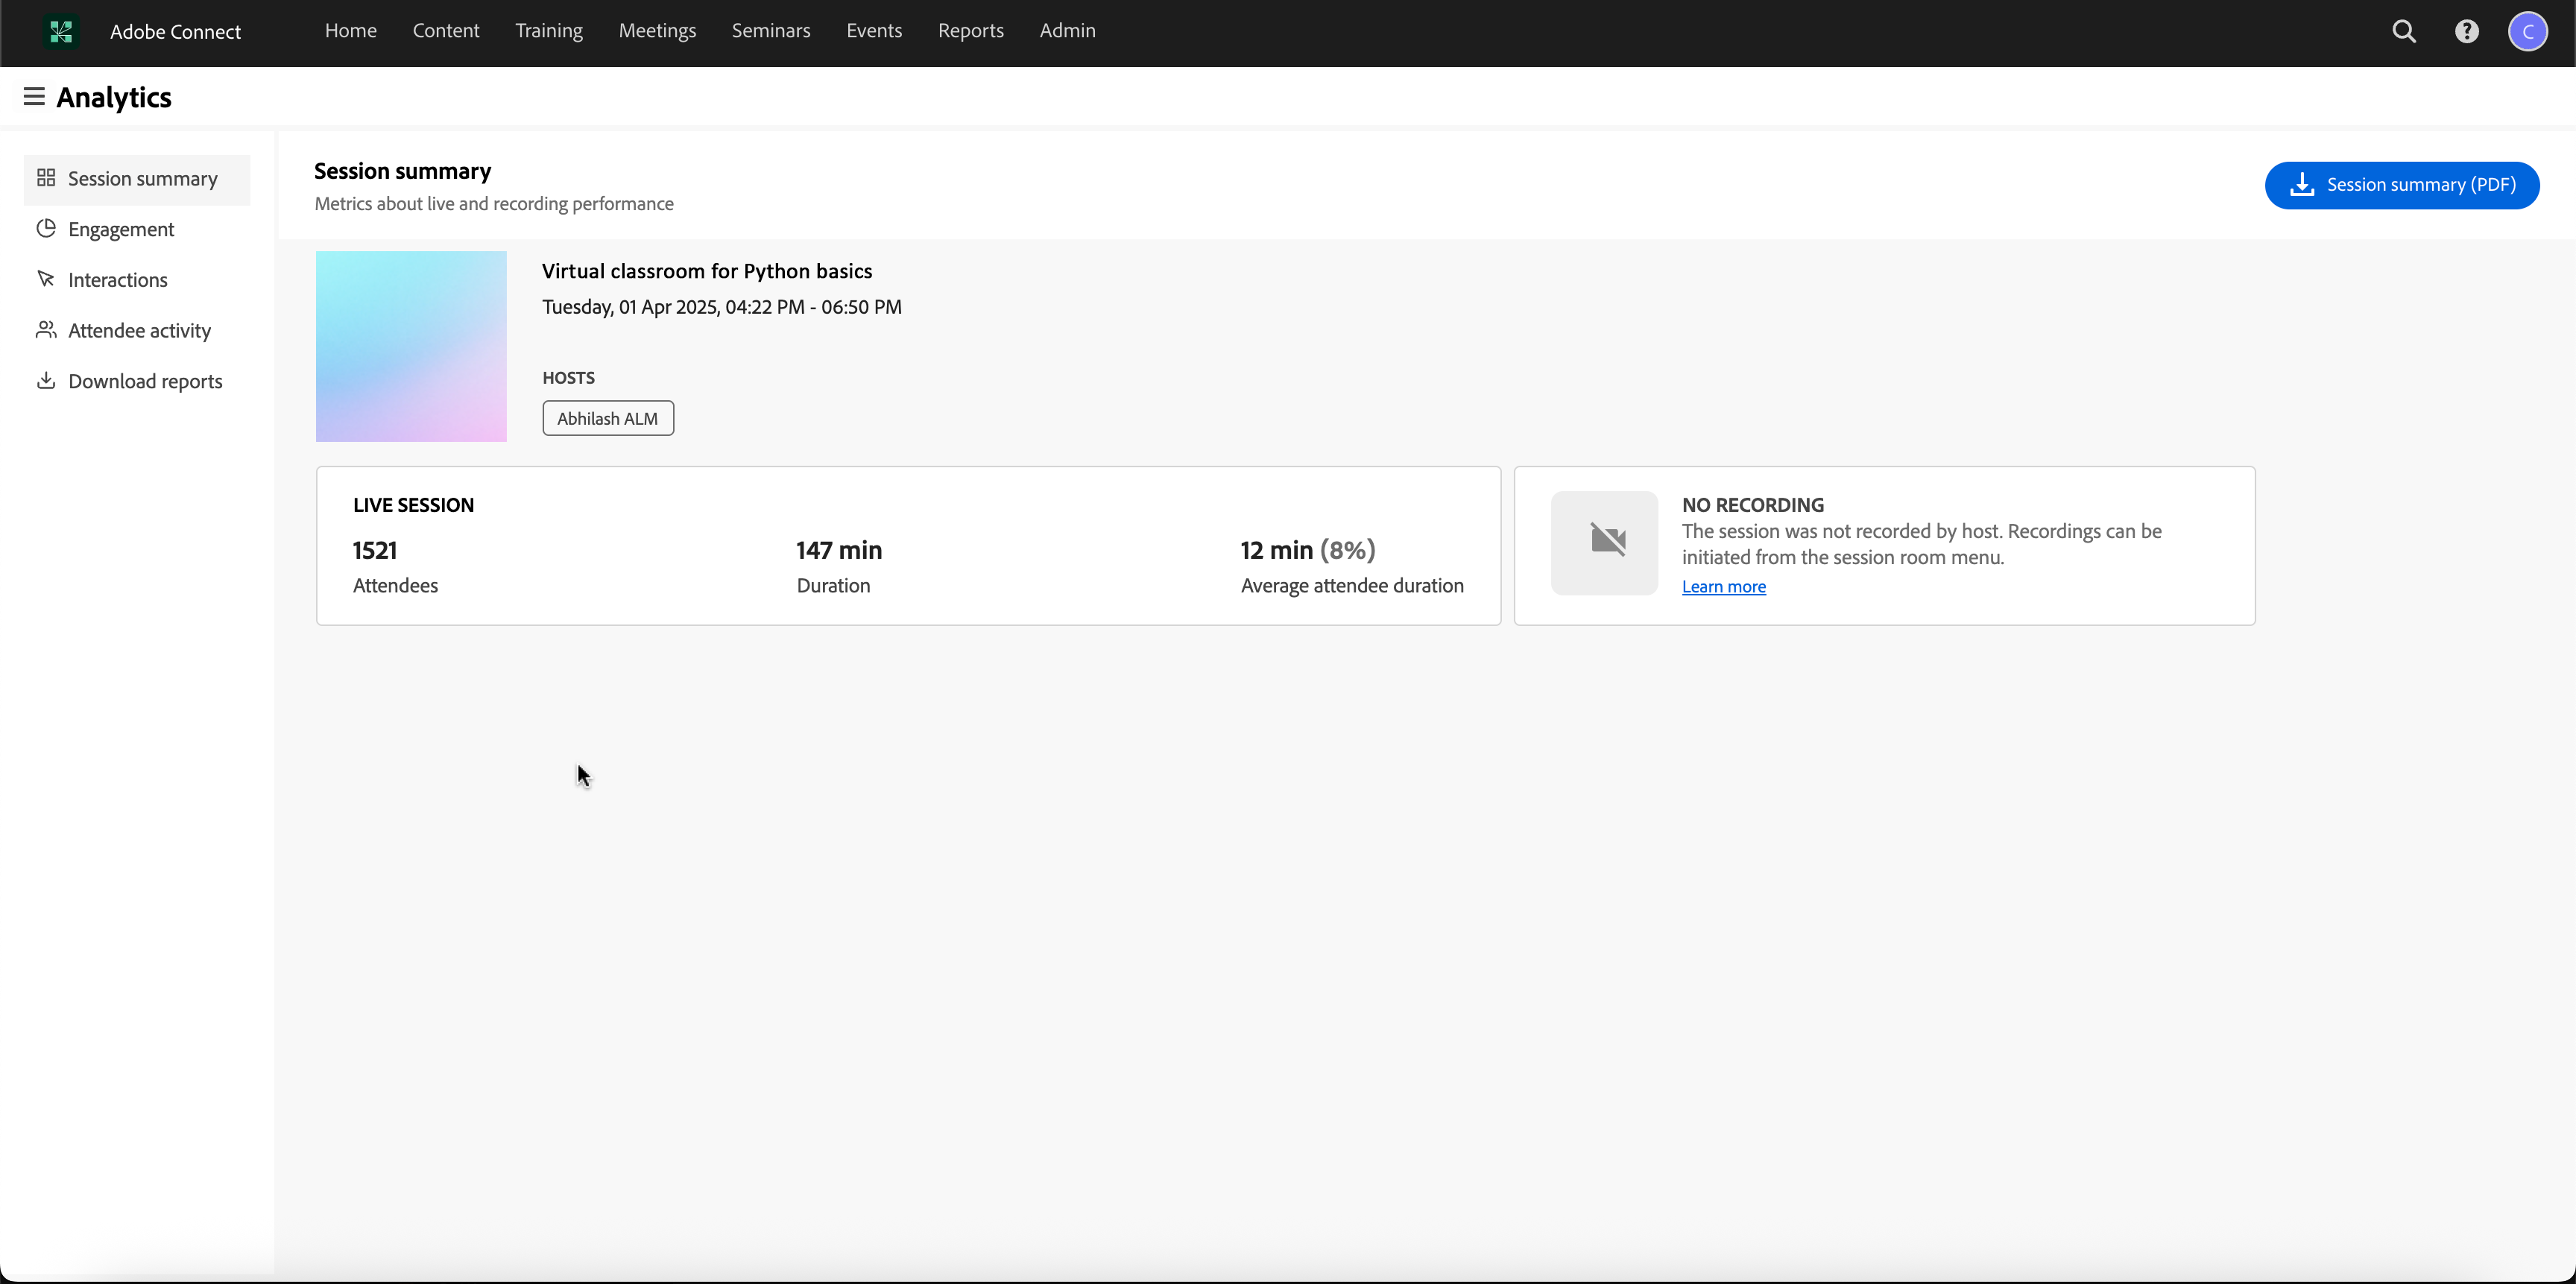 Adobe Connect
Home
Content
Training
Meetings
Seminars
Events
Reports
Admin
?
C
Analytics
Session summary
Engagement
Interactions
Attendee activity
Download reports
Session summary
Metrics about live and recording performance
Session summary (PDF)
Virtual classroom for Python basics
Tuesday, 01 Apr 2025, 04:22 PM - 06:50 PM
HOSTS
Abhilash ALM
LIVE SESSION
1521
Attendees
147 min
Duration
12 min (8%)
Average attendee duration
NO RECORDING
The session was not recorded by host. Recordings can be
initiated from the session room menu.
Learn more